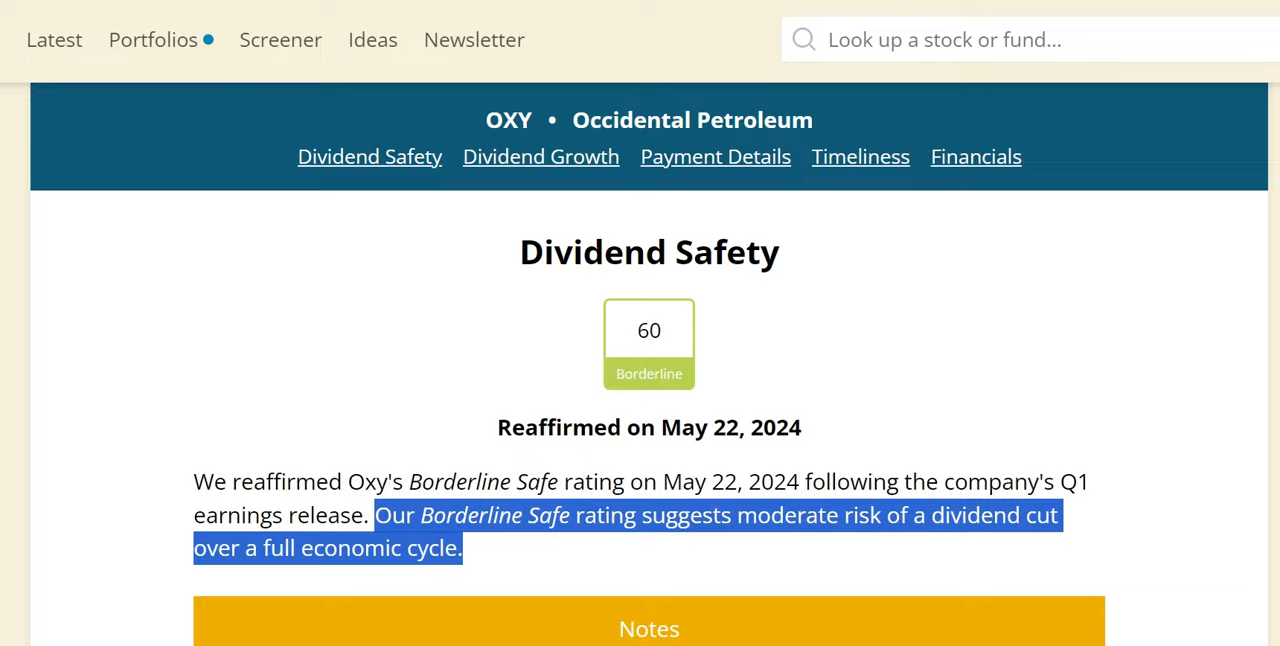 Latest Portfolios Screener Ideas Newsletter Look up a stock or fund...
OXY • Occidental Petroleum
Dividend Safety Dividend Growth Payment Details Timeliness Financials
Dividend Safety
60
Borderline
Reaffirmed on May 22, 2024
We reaffirmed Oxy's Borderline Safe rating on May 22, 2024 following the company's Q1
earnings release. Our Borderline Safe rating suggests moderate risk of a dividend cut
over a full economic cycle.
Notes